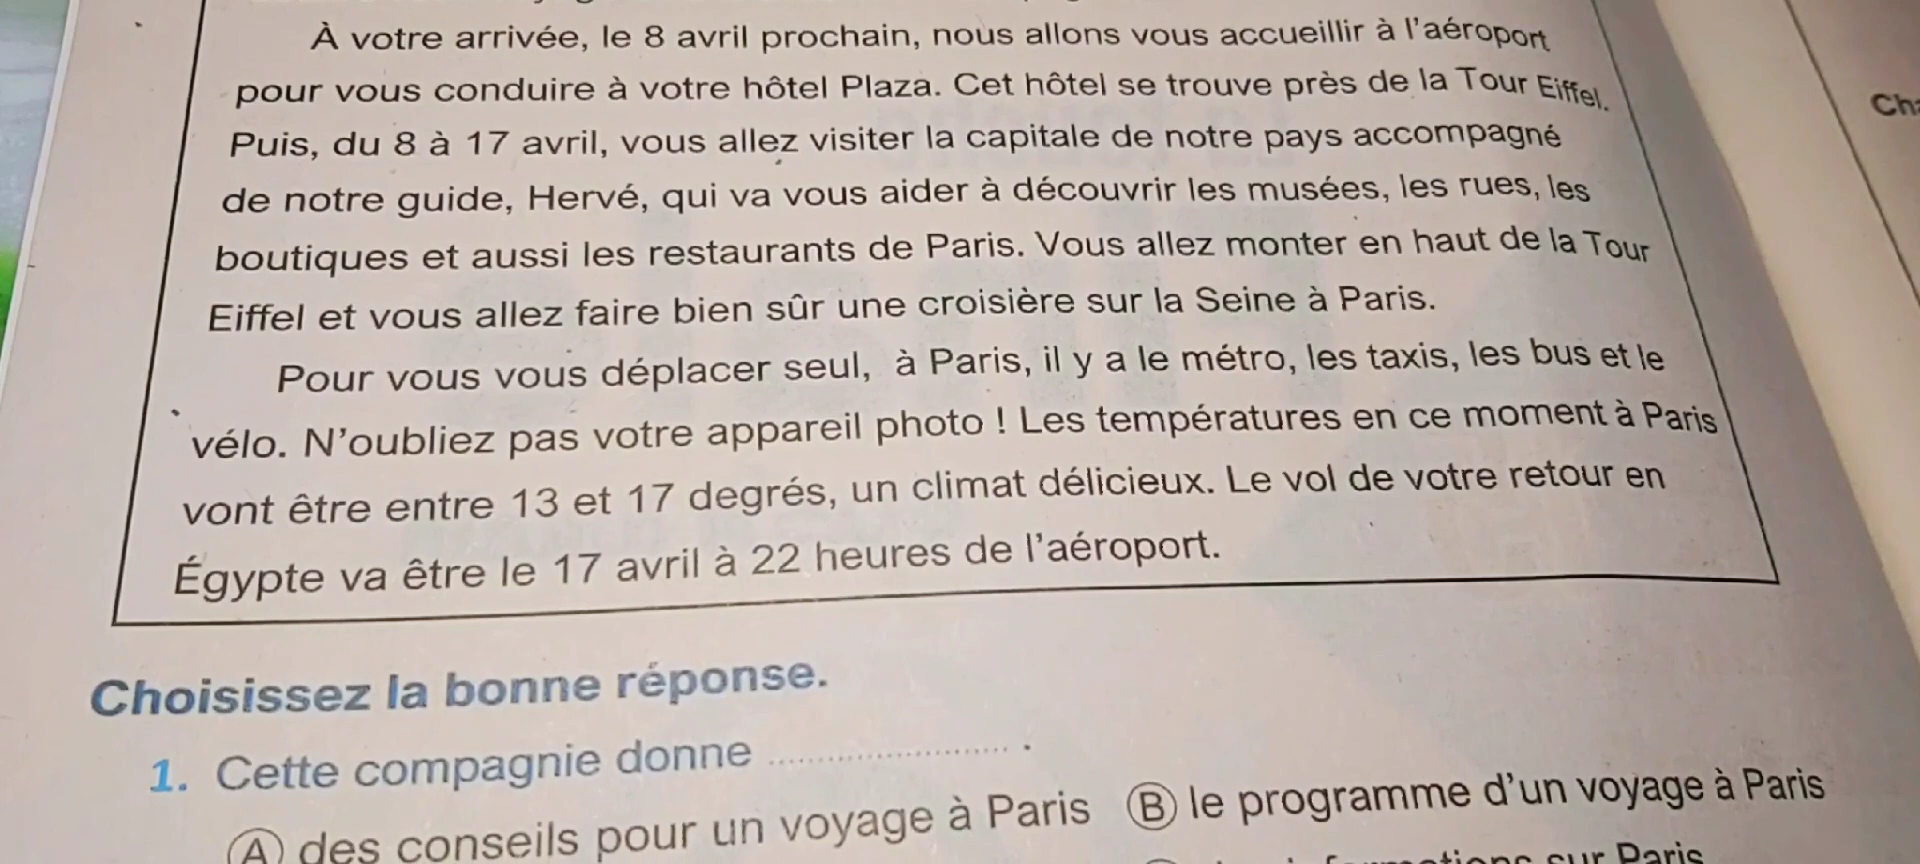 À votre arrivée, le 8 avril prochain, nous allons vous accueillir à l'aéroport
pour vous conduire à votre hôtel Plaza. Cet hôtel se trouve près de la Tour Eiffel.
Puis, du 8 à 17 avril, vous allez visiter la capitale de notre pays accompagné
de notre guide, Hervé, qui va vous aider à découvrir les musées, les rues, les
boutiques et aussi les restaurants de Paris. Vous allez monter en haut de la Tour
Eiffel et vous allez faire bien sûr une croisière sur la Seine à Paris.
Pour vous vous déplacer seul, à Paris, il y a le métro, les taxis, les bus et le
vélo. N'oubliez pas votre appareil photo ! Les températures en ce moment à Paris
vont être entre 13 et 17 degrés, un climat délicieux. Le vol de votre retour en
Égypte va être le 17 avril à 22 heures de l'aéroport.
Choisissez la bonne réponse.
1. Cette compagnie donne .................... .
A des conseils pour un voyage à Paris B le programme d'un voyage à Paris
sur Paris